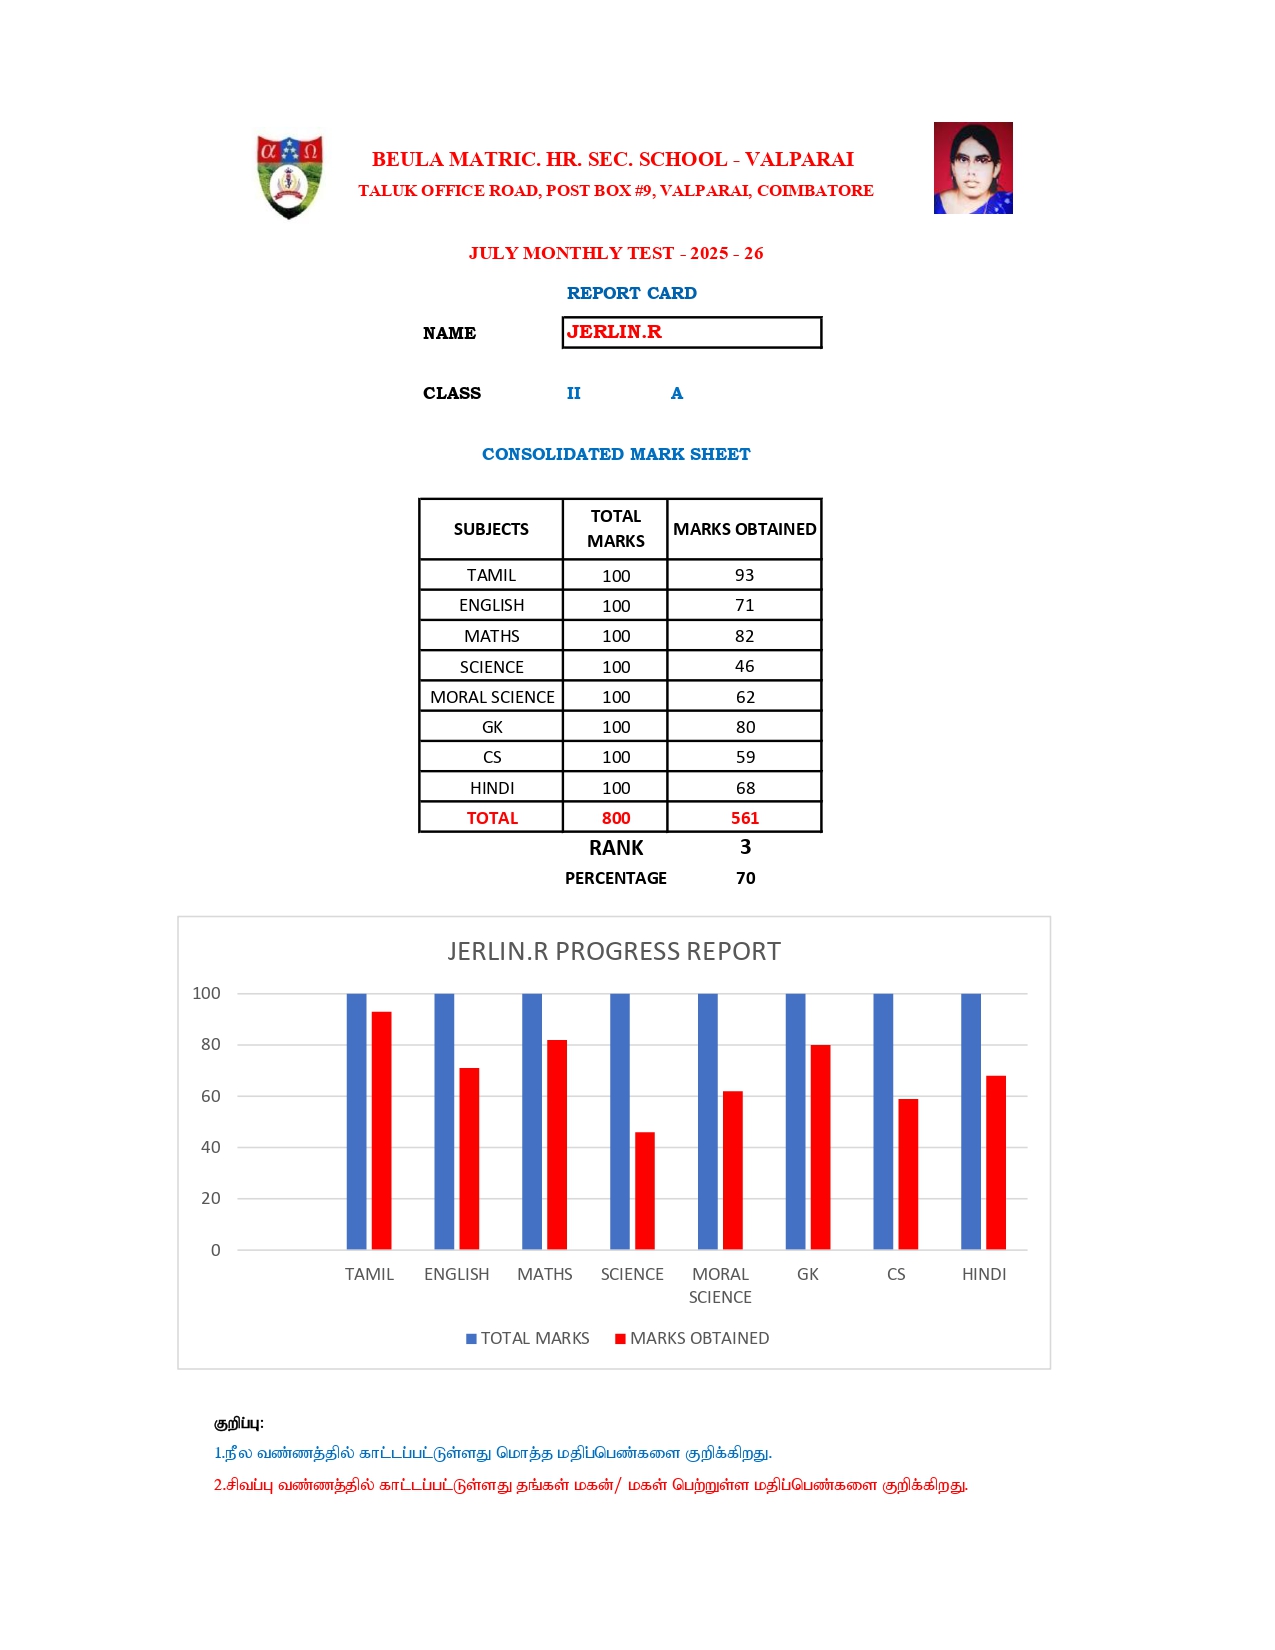 α Ω
BEULA MATRIC. HR. SEC. SCHOOL - VALPARAI
TALUK OFFICE ROAD, POST BOX #9, VALPARAI, COIMBATORE
JULY MONTHLY TEST - 2025 - 26
REPORT CARD
NAME JERLIN.R
CLASS II A
CONSOLIDATED MARK SHEET
SUBJECTS TOTAL MARKS MARKS OBTAINED
TAMIL 100 93
ENGLISH 100 71
MATHS 100 82
SCIENCE 100 46
MORAL SCIENCE 100 62
GK 100 80
CS 100 59
HINDI 100 68
TOTAL 800 561
RANK 3
PERCENTAGE 70
JERLIN.R PROGRESS REPORT
100
80
60
40
20
0
TAMIL ENGLISH MATHS SCIENCE MORAL SCIENCE GK CS HINDI
TOTAL MARKS MARKS OBTAINED
குறிப்பு:
1.நீல வண்ணத்தில் காட்டப்பட்டுள்ளது மொத்த மதிப்பெண்களை குறிக்கிறது.
2.சிவப்பு வண்ணத்தில் காட்டப்பட்டுள்ளது தங்கள் மகன்/ மகள் பெற்றுள்ள மதிப்பெண்களை குறிக்கிறது.